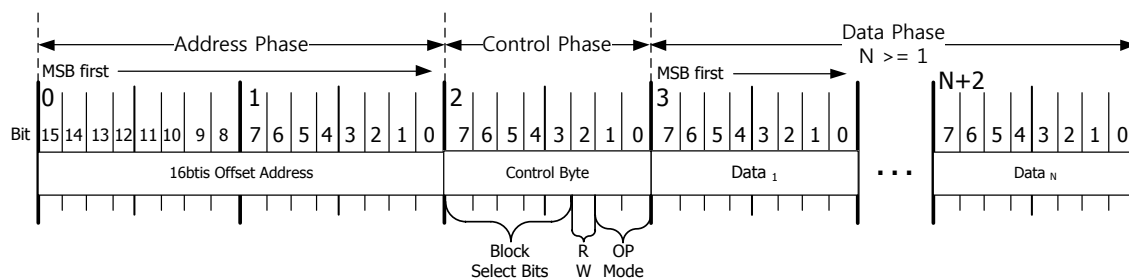 Address Phase Control Phase Data Phase
N >= 1
MSB first MSB first
0 1 2 3 N+2
Bit 15 14 13 12 11 10 9 8 7 6 5 4 3 2 1 0 7 6 5 4 3 2 1 0 7 6 5 4 3 2 1 0 7 6 5 4 3 2 1 0
16btis Offset Address Control Byte Data 1 ... Data N
Block R OP
Select Bits W Mode